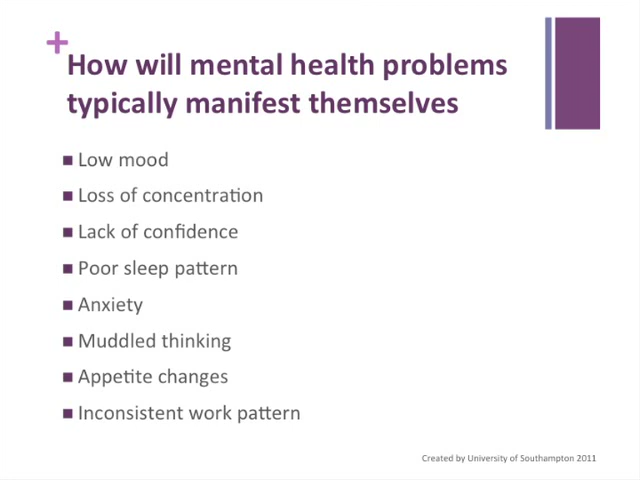 +
How will mental health problems
typically manifest themselves
Low mood
Loss of concentration
Lack of confidence
Poor sleep pattern
Anxiety
Muddled thinking
Appetite changes
Inconsistent work pattern
Created by University of Southampton 2011